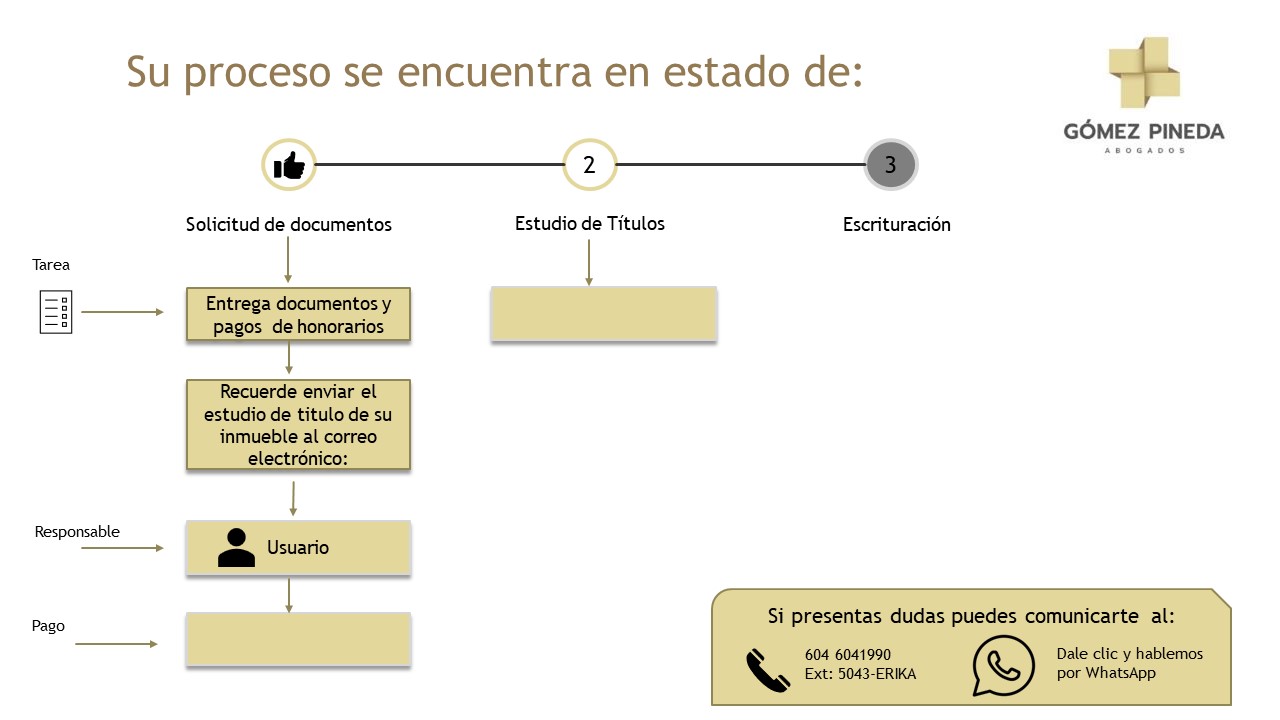 Su proceso se encuentra en estado de:
GÓMEZ PINEDA
ABOGADOS
2
3
Solicitud de documentos
Estudio de Títulos
Escrituración
Tarea
Entrega documentos y
pagos de honorarios
Recuerde enviar el
estudio de titulo de su
inmueble al correo
electrónico:
Responsable
Usuario
Pago
Si presentas dudas puedes comunicarte al:
604 6041990
Ext: 5043-ERIKA
Dale clic y hablemos
por WhatsApp